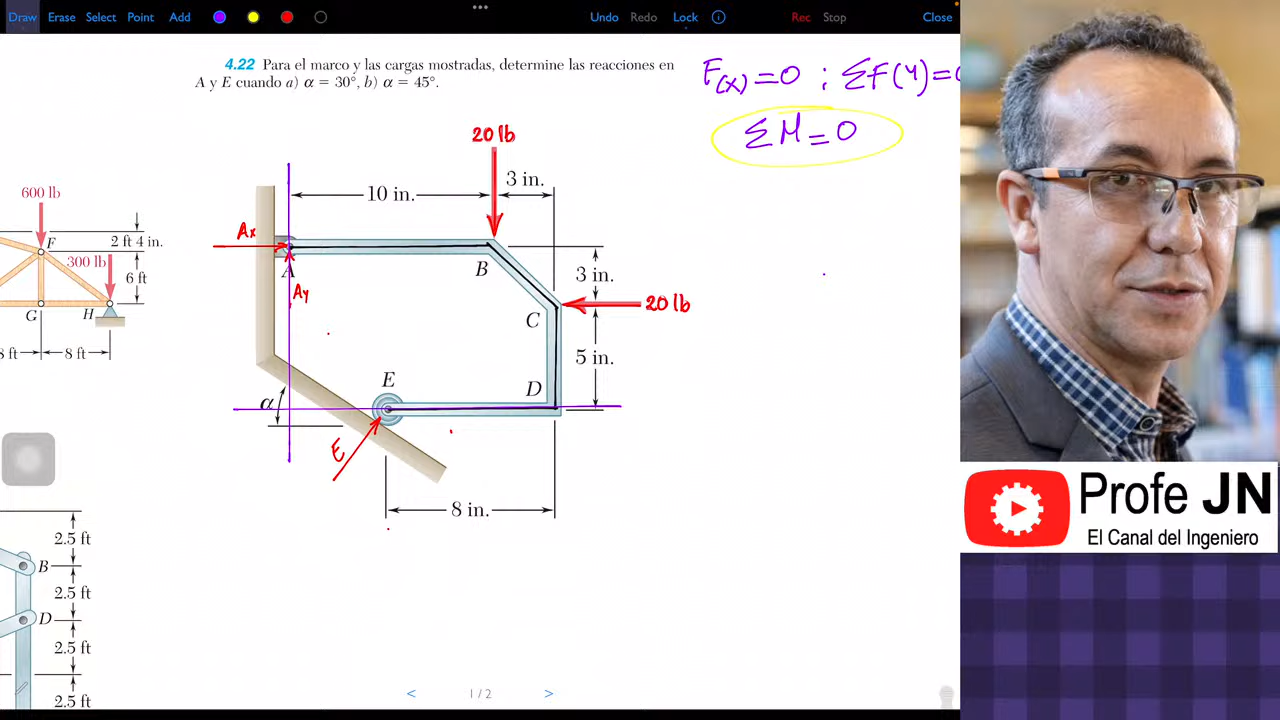 Draw Erase Select Point Add Undo Redo Lock Rec Stop Close
4.22 Para el marco y las cargas mostradas, determine las reacciones en
A y E cuando a) α = 30°, b) α = 45°.
F(x)=0 ; ΣF(Y)=0
ΣM=0
20 lb
10 in.
3 in.
Ax
A
Ay
B
3 in.
C
20 lb
5 in.
D
E
α
E
8 in.
600 lb
F
2 ft 4 in.
300 lb
6 ft
G
H
8 ft
8 ft
2.5 ft
B
2.5 ft
D
2.5 ft
2.5 ft
< 1 / 2 >
Profe JN
El Canal del Ingeniero